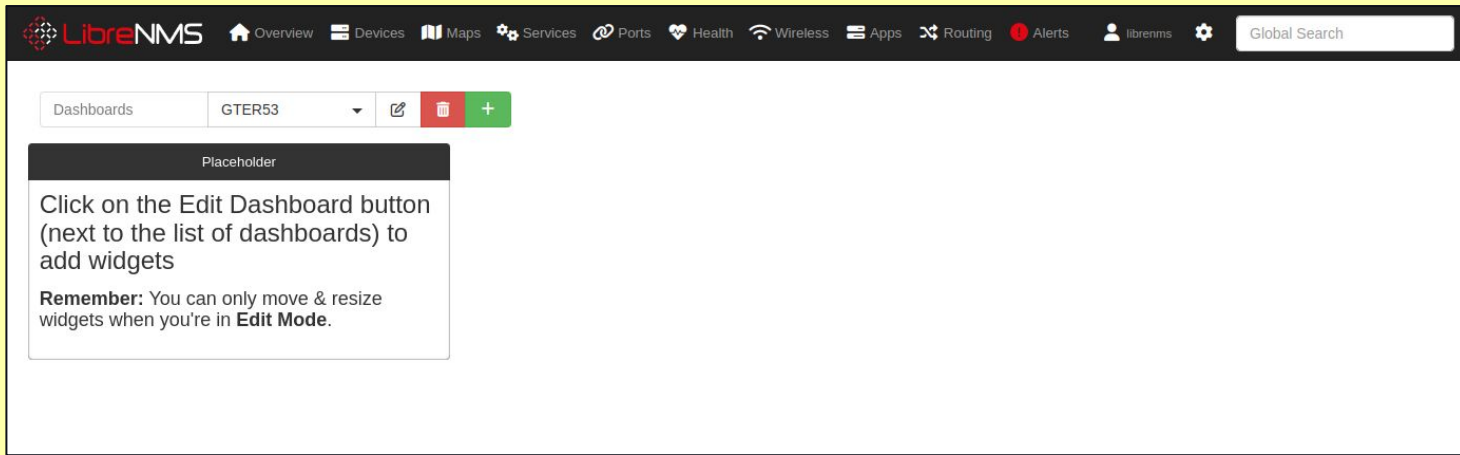 LibreNMS Overview Devices Maps Services Ports Health Wireless Apps Routing Alerts librenms Global Search
Dashboards GTER53
Placeholder
Click on the Edit Dashboard button
(next to the list of dashboards) to
add widgets
Remember: You can only move & resize
widgets when you're in Edit Mode.